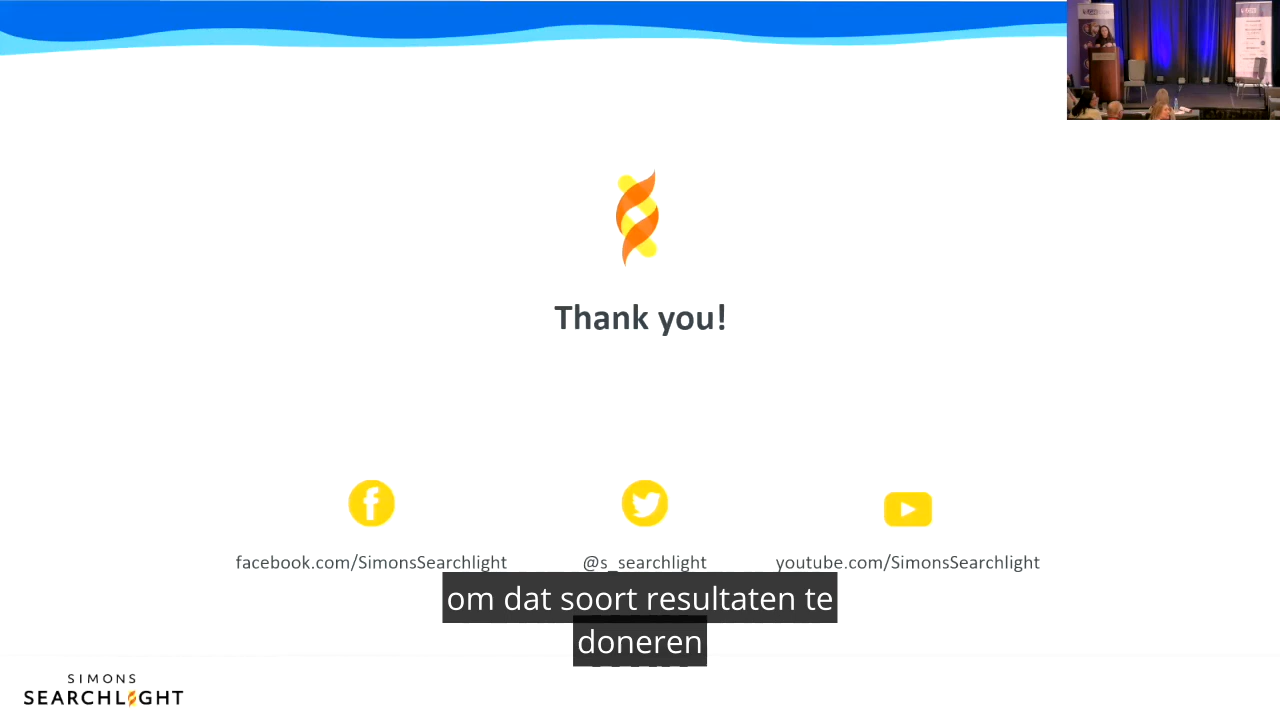 Thank you!
facebook.com/SimonsSearchlight
@s_searchlight
youtube.com/SimonsSearchlight
om dat soort resultaten te
doneren
SIMONS
SEARCHLIGHT